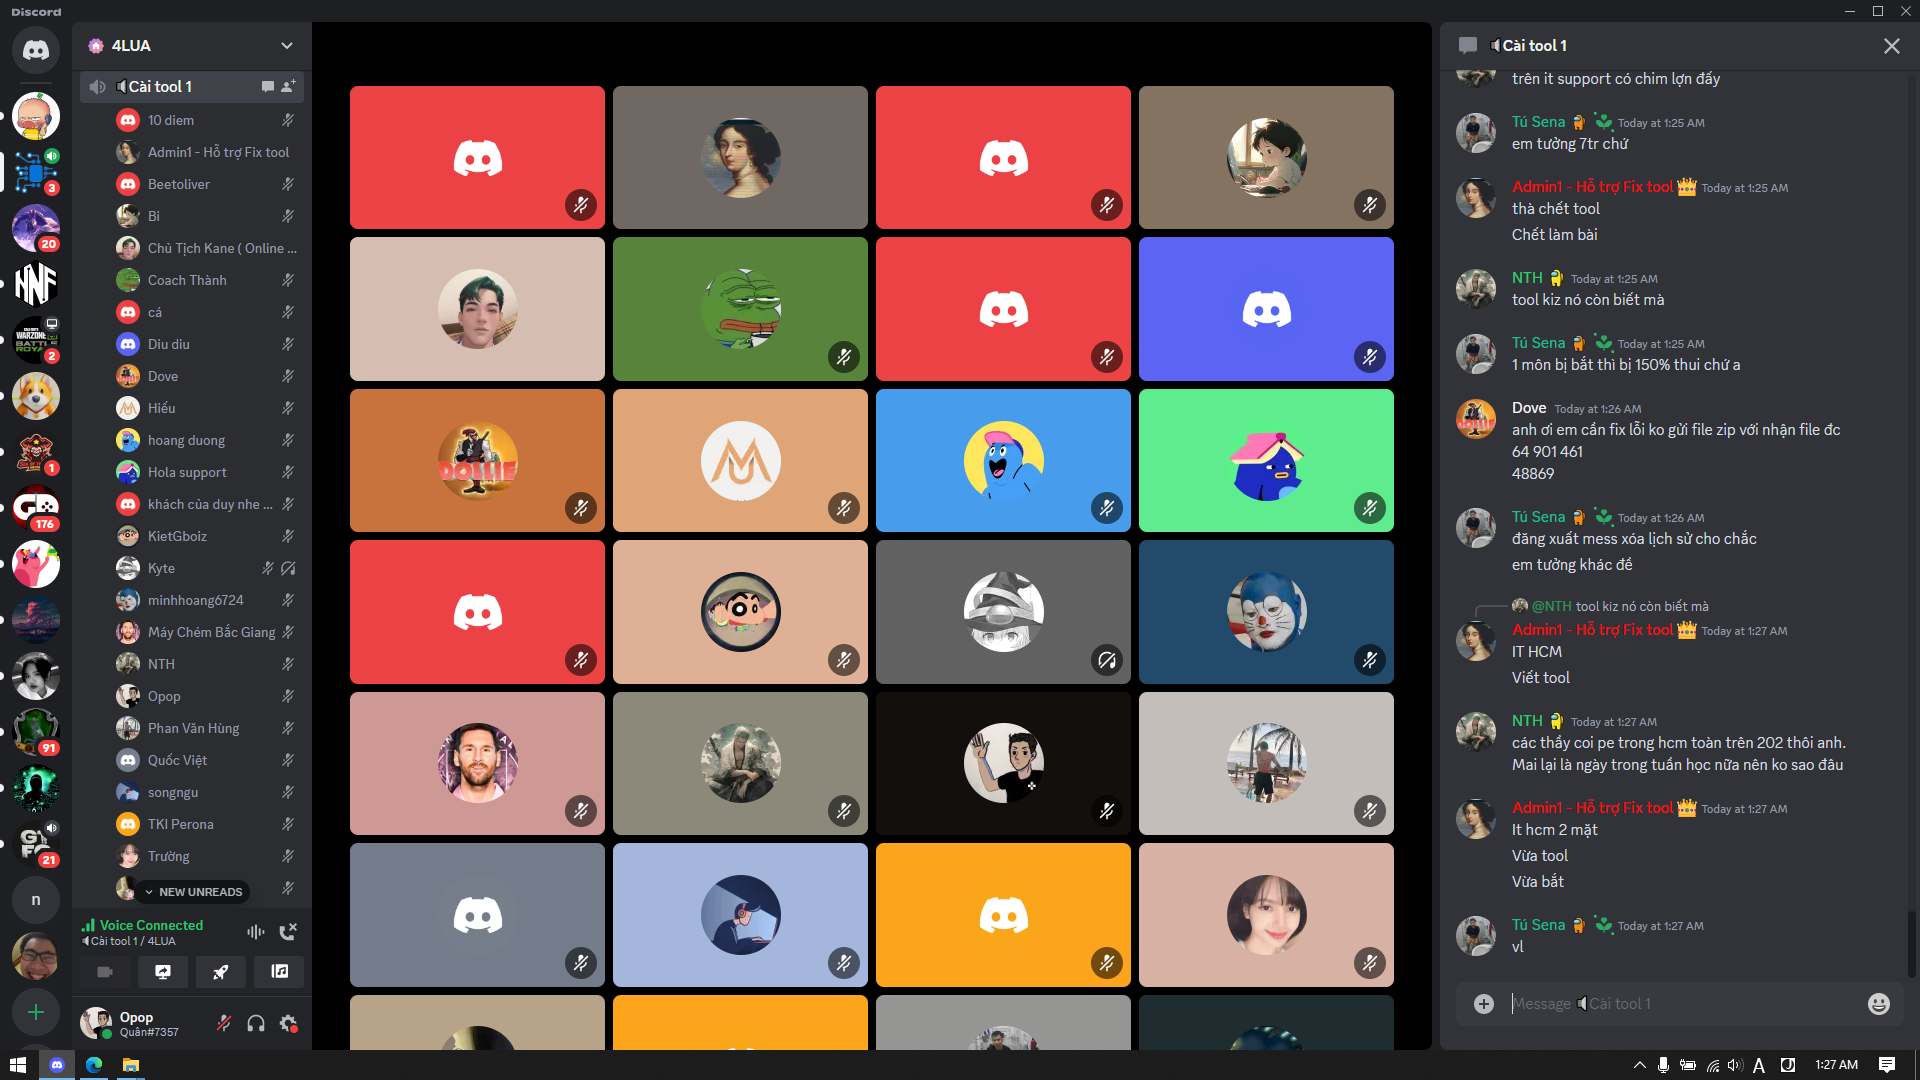 Discord
4LUA
Cài tool 1
10 diem
Admin1 - Hỗ trợ Fix tool
Beetoliver
Bi
Chủ Tịch Kane ( Online ...
Coach Thành
cá
Diu diu
Dove
Hiếu
hoang duong
Hola support
khách của duy nhe ...
KietGboiz
Kyte
minhhoang6724
Máy Chém Bắc Giang
NTH
Opop
Phan Văn Hùng
Quốc Việt
songngu
TKI Perona
Trường
NEW UNREADS
3
20
NNF
WARZONE
2
1
176
91
21
n
Voice Connected
Cài tool 1 / 4LUA
Opop
Quân#7357
DOLLIE
Cài tool 1
trên it support có chim lợn đấy
Tú Sena Today at 1:25 AM
em tưởng 7tr chứ
Admin1 - Hỗ trợ Fix tool Today at 1:25 AM
thà chết tool
Chết làm bài
NTH Today at 1:25 AM
tool kiz nó còn biết mà
Tú Sena Today at 1:25 AM
1 môn bị bắt thì bị 150% thui chứ a
Dove Today at 1:26 AM
anh ơi em cần fix lỗi ko gửi file zip với nhận file đc
64 901 461
48869
Tú Sena Today at 1:26 AM
đăng xuất mess xóa lịch sử cho chắc
em tưởng khác đề
@NTH tool kiz nó còn biết mà
Admin1 - Hỗ trợ Fix tool Today at 1:27 AM
IT HCM
Viết tool
NTH Today at 1:27 AM
các thầy coi pe trong hcm toàn trên 202 thôi anh.
Mai lại là ngày trong tuần học nữa nên ko sao đâu
Admin1 - Hỗ trợ Fix tool Today at 1:27 AM
It hcm 2 mặt
Vừa tool
Vừa bắt
Tú Sena Today at 1:27 AM
vl
Message Cài tool 1
A
1:27 AM